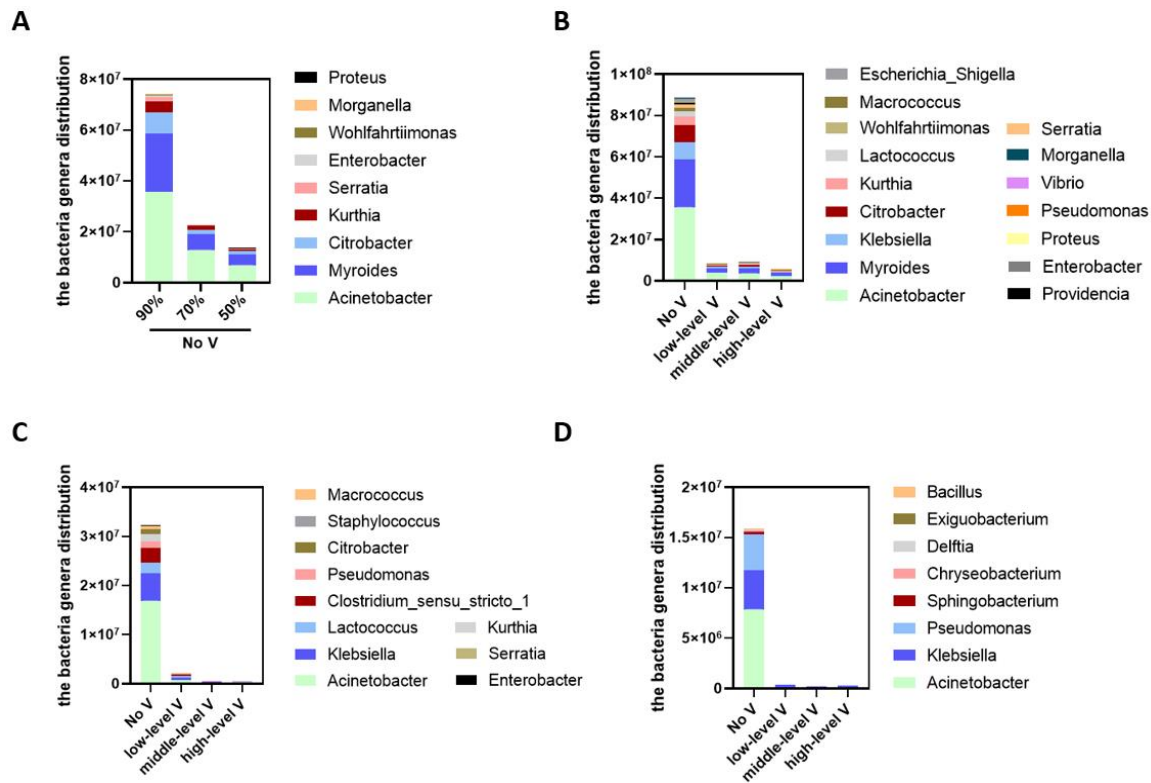 A
the bacteria genera distribution
8×10⁷
6×10⁷
4×10⁷
2×10⁷
0
90%
70%
50%
No V
Proteus
Morganella
Wohlfahrtiimonas
Enterobacter
Serratia
Kurthia
Citrobacter
Myroides
Acinetobacter
B
the bacteria genera distribution
1×10⁸
8×10⁷
6×10⁷
4×10⁷
2×10⁷
0
No V
low-level V
middle-level V
high-level V
Escherichia_Shigella
Macrococcus
Wohlfahrtiimonas
Lactococcus
Kurthia
Citrobacter
Klebsiella
Myroides
Acinetobacter
Serratia
Morganella
Vibrio
Pseudomonas
Proteus
Enterobacter
Providencia
C
the bacteria genera distribution
4×10⁷
3×10⁷
2×10⁷
1×10⁷
0
No V
low-level V
middle-level V
high-level V
Macrococcus
Staphylococcus
Citrobacter
Pseudomonas
Clostridium_sensu_stricto_1
Lactococcus
Klebsiella
Acinetobacter
Kurthia
Serratia
Enterobacter
D
the bacteria genera distribution
2×10⁷
1.5×10⁷
1×10⁷
5×10⁶
0
No V
low-level V
middle-level V
high-level V
Bacillus
Exiguobacterium
Delftia
Chryseobacterium
Sphingobacterium
Pseudomonas
Klebsiella
Acinetobacter